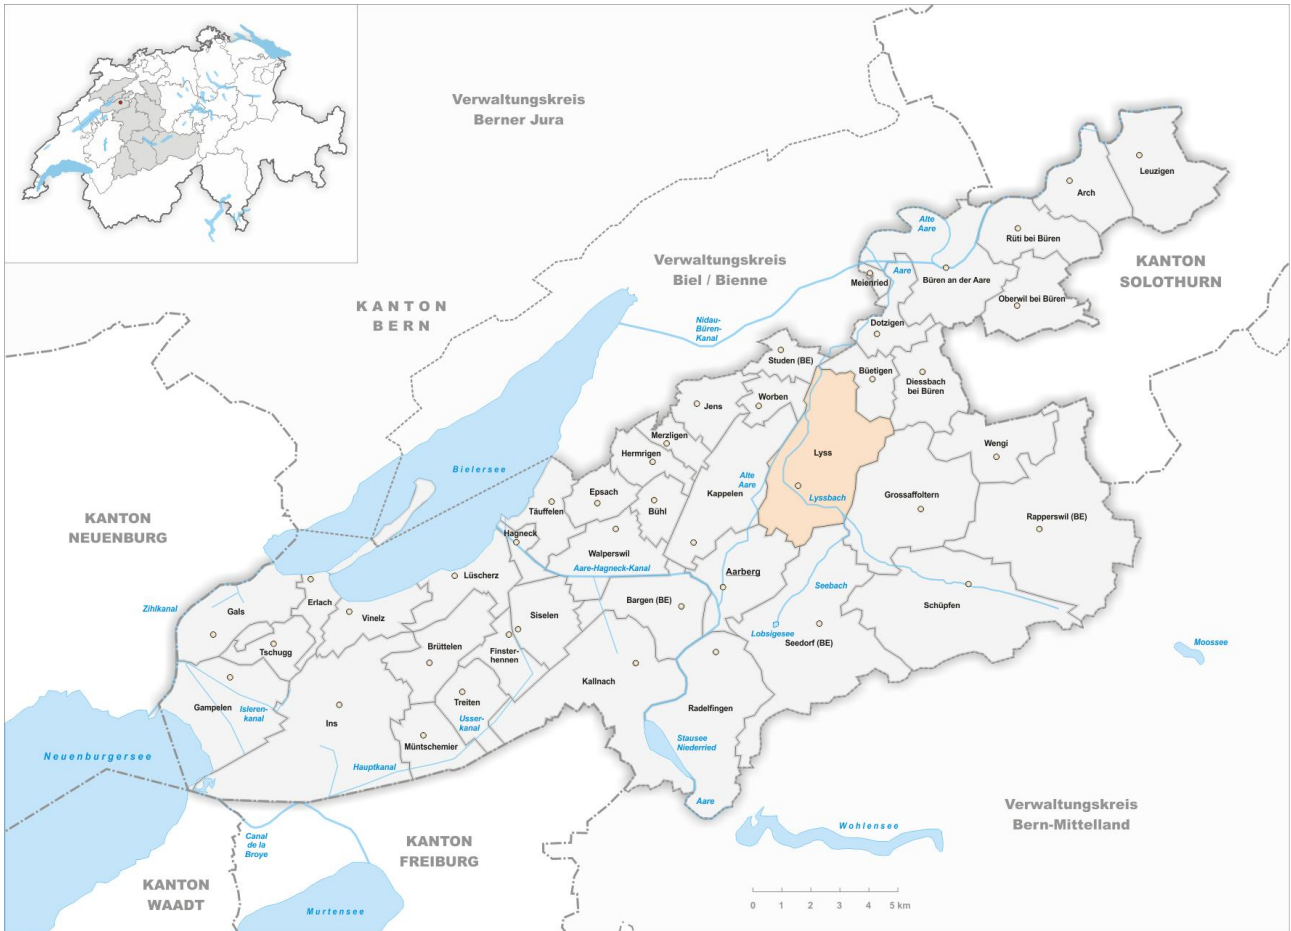 Verwaltungskreis
Berner Jura
Leuzigen
Arch
Alte
Aare
Rüti bei Büren
KANTON
SOLOTHURN
Verwaltungskreis
Biel / Bienne
Aare
Meienried
Büren an der Aare
Oberwil bei Büren
KANTON
BERN
Nidau-
Büren-
Kanal
Dotzigen
Studen (BE)
Büetigen
Diessbach
bei Büren
Worben
Jens
Merzligen
Hermrigen
Wengi
Lyss
Bielersee
Alte
Aare
Epsach
Kappelen
Lyssbach
Grossaffoltern
Täuffelen
Bühl
Rapperswil (BE)
KANTON
NEUENBURG
Hagneck
Walperswil
Aare-Hagneck-Kanal
Aarberg
Lüscherz
Seebach
Zihlkanal
Gals
Erlach
Vinelz
Siselen
Bargen (BE)
Schüpfen
Lobsigesee
Seedorf (BE)
Moossee
Tschugg
Brüttelen
Finster-
hennen
Kallnach
Gampelen
Isleren-
kanal
Ins
Treiten
Usser-
kanal
Radelfingen
Müntschemier
Stausee
Niederried
Neuenburgersee
Hauptkanal
Aare
Verwaltungskreis
Bern-Mittelland
Wohlensee
Canal
de la
Broye
KANTON
FREIBURG
KANTON
WAADT
Murtensee
0 1 2 3 4 5 km